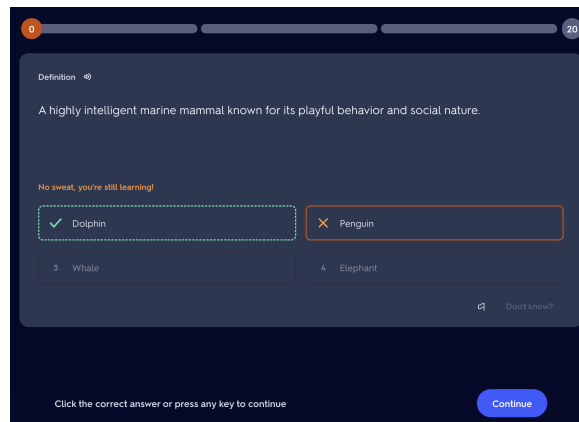 0
20
Definition
A highly intelligent marine mammal known for its playful behavior and social nature.
No sweat, you're still learning!
Dolphin
Penguin
3 Whale
4 Elephant
Don't know?
Click the correct answer or press any key to continue
Continue